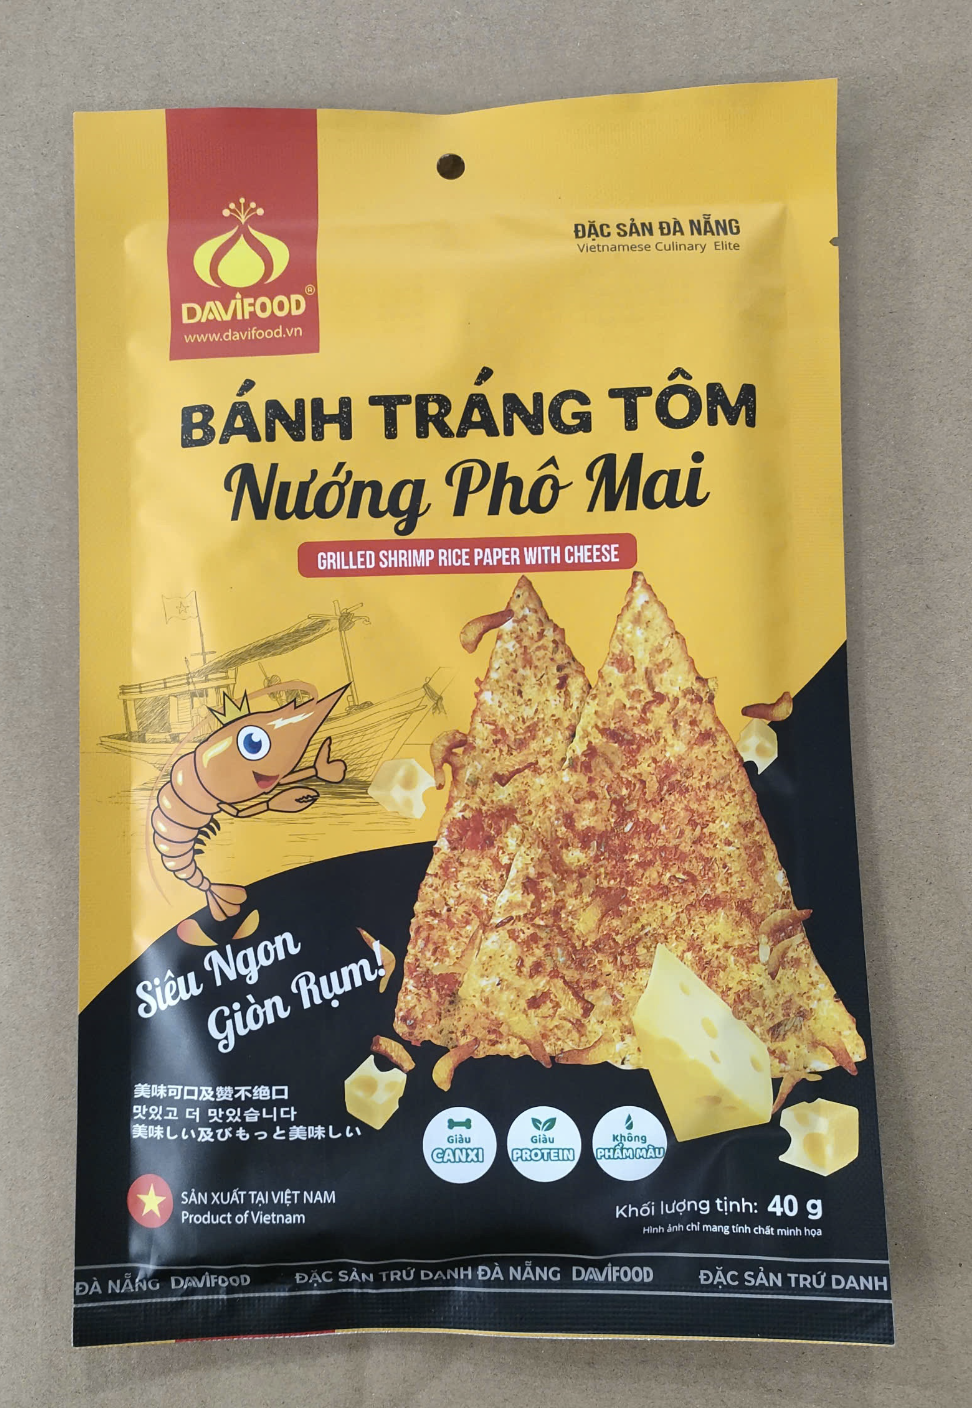 ĐẶC SẢN ĐÀ NẴNG
Vietnamese Culinary Elite
DAVIFOOD®
www.davifood.vn
BÁNH TRÁNG TÔM
Nướng Phô Mai
GRILLED SHRIMP RICE PAPER WITH CHEESE
Siêu Ngon
Giòn Rụm!
美味可口及赞不绝口
맛있고 더 맛있습니다
美味しい及びもっと美味しい
Giàu
CANXI
Giàu
PROTEIN
Không
PHẨM MÀU
SẢN XUẤT TẠI VIỆT NAM
Product of Vietnam
Khối lượng tịnh: 40 g
Hình ảnh chỉ mang tính chất minh họa
ĐÀ NẴNG DAVIFOOD ĐẶC SẢN TRỨ DANH ĐÀ NẴNG DAVIFOOD ĐẶC SẢN TRỨ DANH